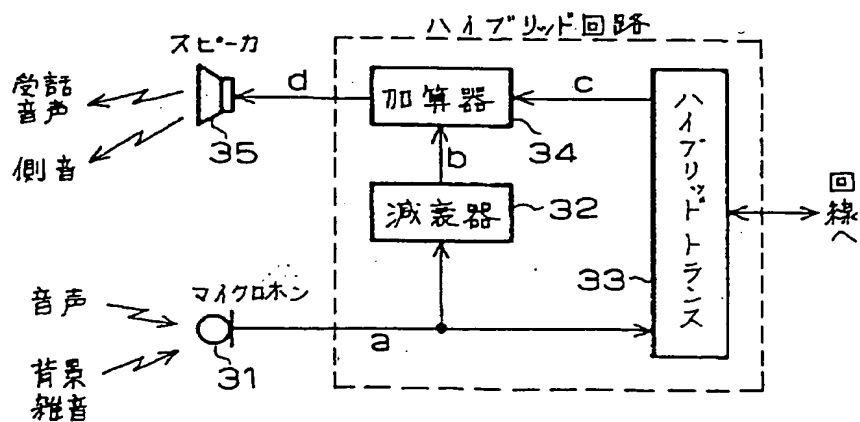 ハイブリッド回路
スピーカ
受話
音声
側音
35
d
加算器
34
c
b
減衰器
32
ハイブリッドトランス
33
回線へ
音声
背景
雑音
マイクロホン
31
a